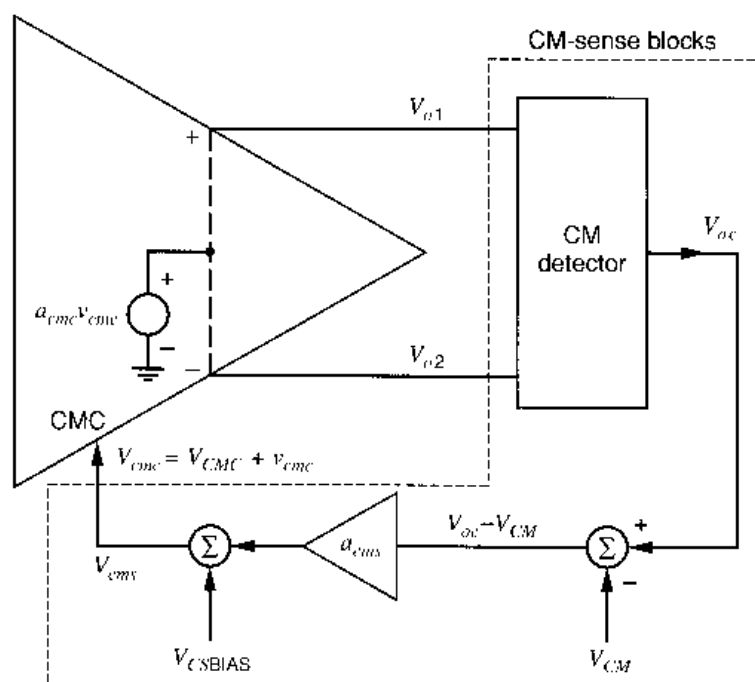 CM-sense blocks
V_o1
+
CM
detector
V_oc
+
a_cmc v_cmc
−
−
V_o2
CMC
V_cmc = V_CMC + v_cmc
V_oc − V_CM
+
Σ
a_cms
Σ
−
V_cms
V_CSBIAS
V_CM